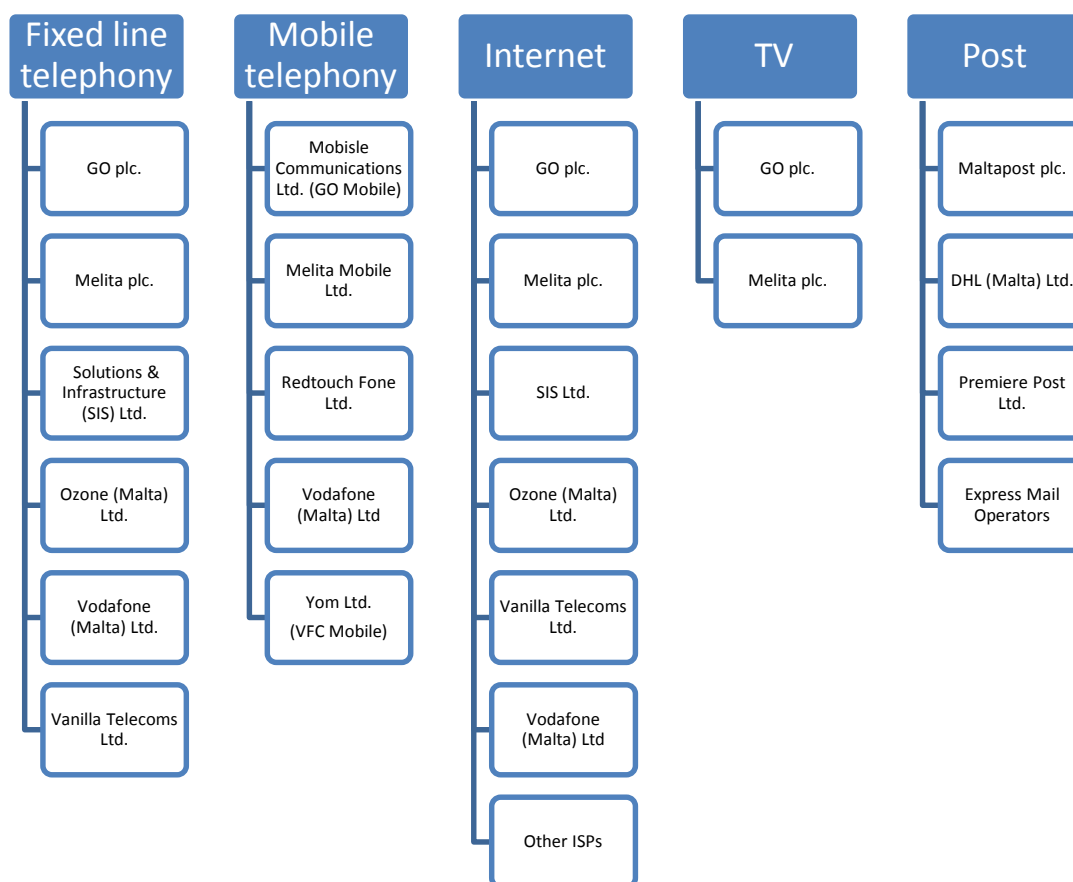 Fixed line
telephony
GO plc.
Melita plc.
Solutions &
Infrastructure
(SIS) Ltd.
Ozone (Malta)
Ltd.
Vodafone
(Malta) Ltd.
Vanilla Telecoms
Ltd.
Mobile
telephony
Mobisle
Communications
Ltd. (GO Mobile)
Melita Mobile
Ltd.
Redtouch Fone
Ltd.
Vodafone
(Malta) Ltd
Yom Ltd.
(VFC Mobile)
Internet
GO plc.
Melita plc.
SIS Ltd.
Ozone (Malta)
Ltd.
Vanilla Telecoms
Ltd.
Vodafone
(Malta) Ltd
Other ISPs
TV
GO plc.
Melita plc.
Post
Maltapost plc.
DHL (Malta) Ltd.
Premiere Post
Ltd.
Express Mail
Operators